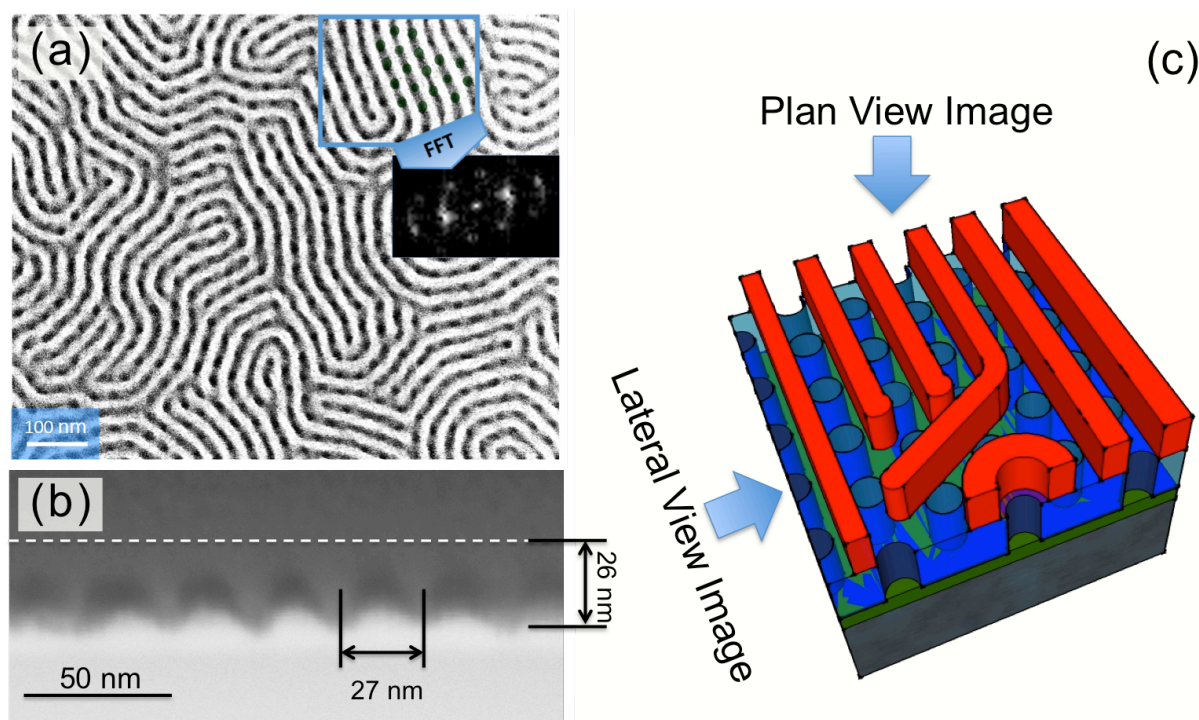 (a)
FFT
100 nm
(b)
26 nm
27 nm
50 nm
(c)
Plan View Image
Lateral View Image